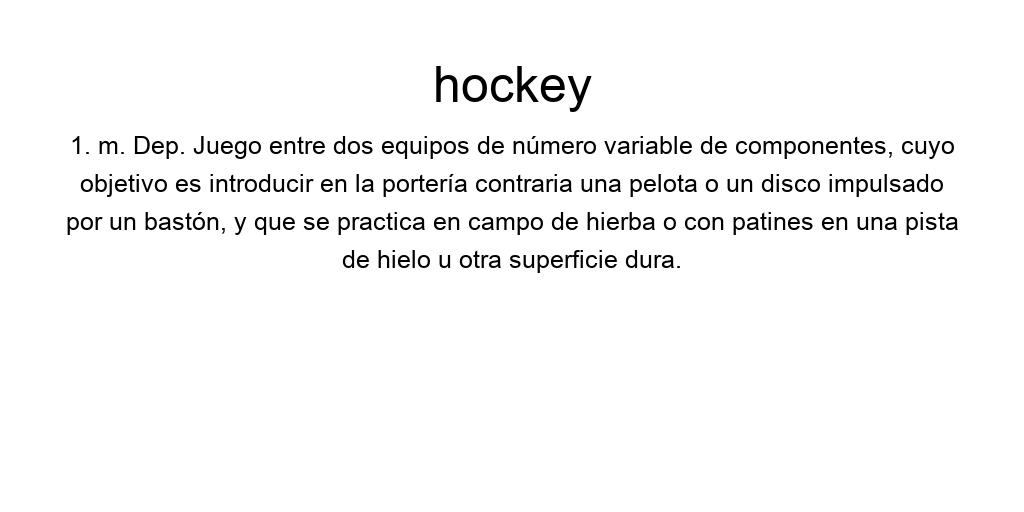 hockey
1. m. Dep. Juego entre dos equipos de número variable de componentes, cuyo
objetivo es introducir en la portería contraria una pelota o un disco impulsado
por un bastón, y que se practica en campo de hierba o con patines en una pista
de hielo u otra superficie dura.